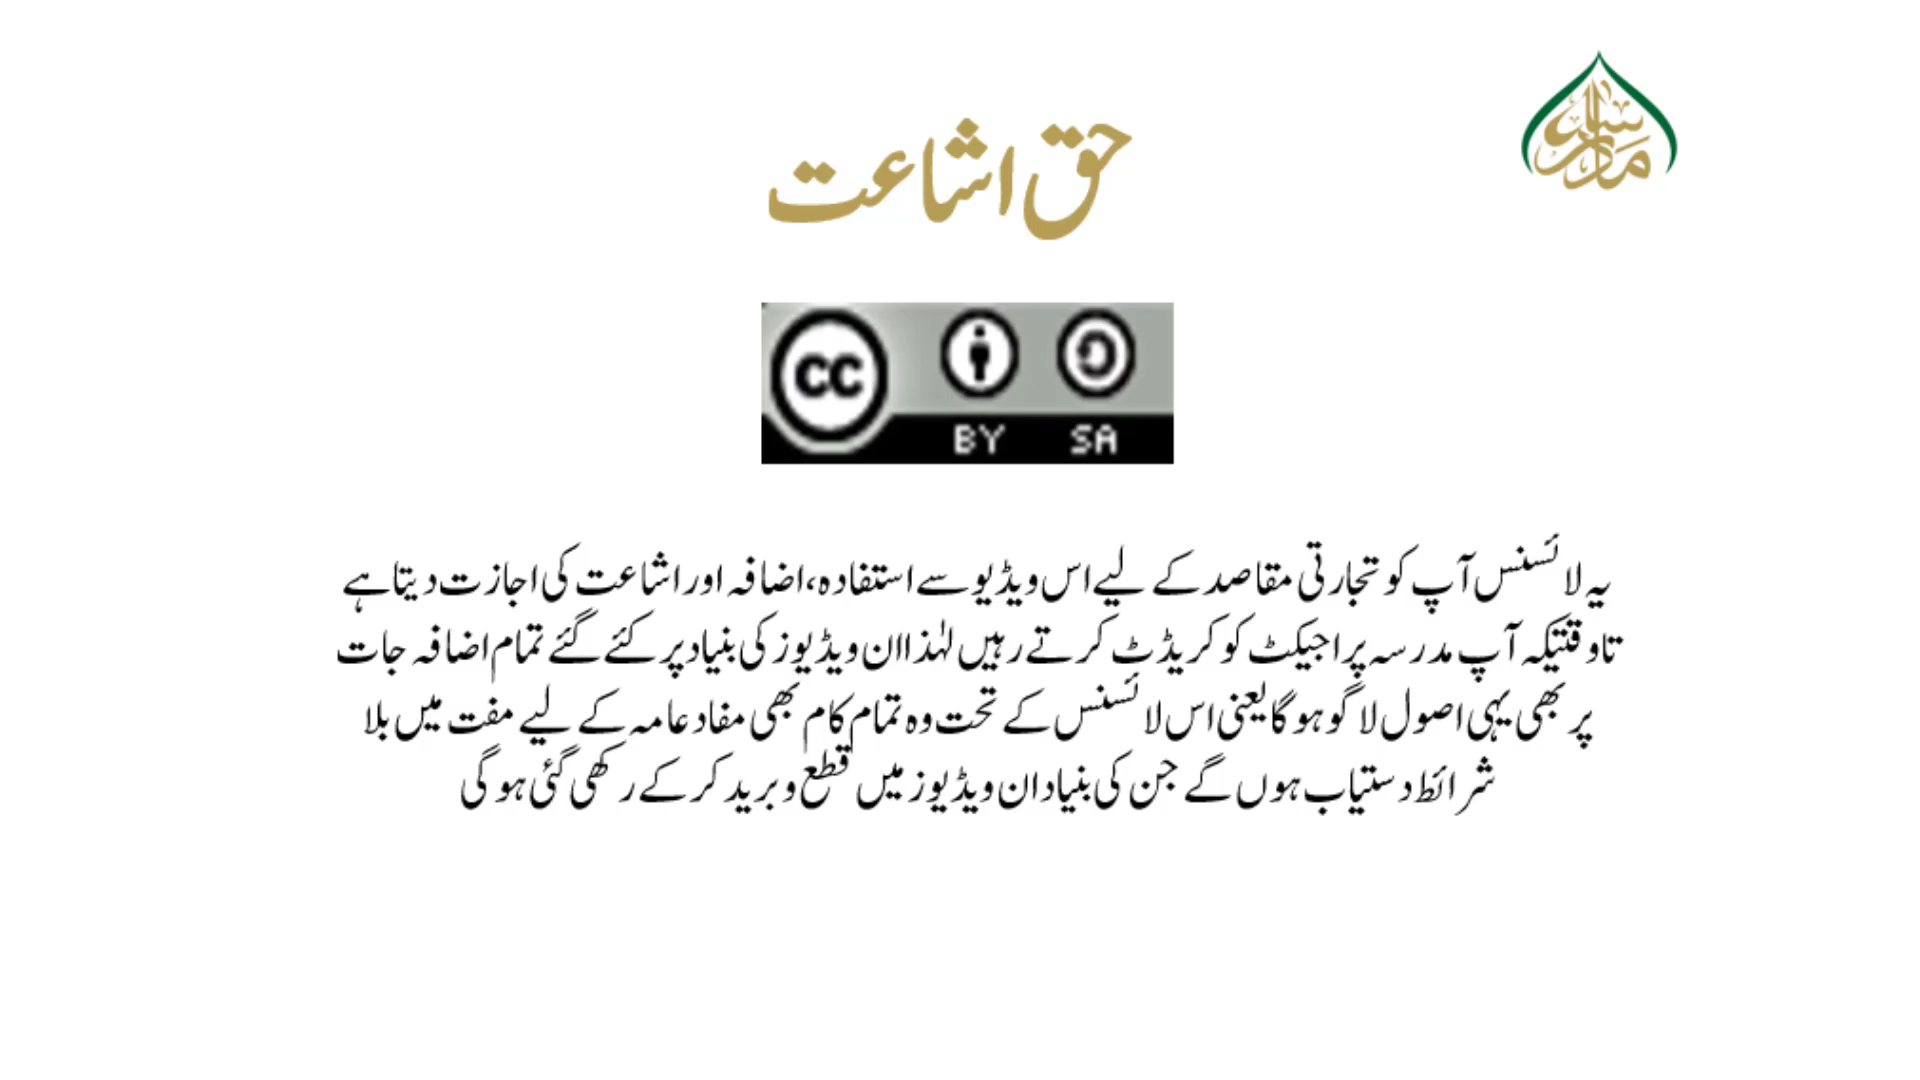 مدرسہ
حق اشاعت
cc
BY SA
یہ لائسنس آپ کو تجارتی مقاصد کے لیے اس ویڈیو سے استفادہ، اضافہ اور اشاعت کی اجازت دیتا ہے
تاوقتیکہ آپ مدرسہ پراجیکٹ کو کریڈٹ کرتے رہیں لہٰذا ان ویڈیوز کی بنیاد پر کئے گئے تمام اضافہ جات
پر بھی یہی اصول لاگو ہوگا یعنی اس لائسنس کے تحت وہ تمام کام بھی مفاد عامہ کے لیے مفت میں بلا
شرائط دستیاب ہوں گے جن کی بنیاد ان ویڈیوز میں قطع و برید کر کے رکھی گئی ہو گی